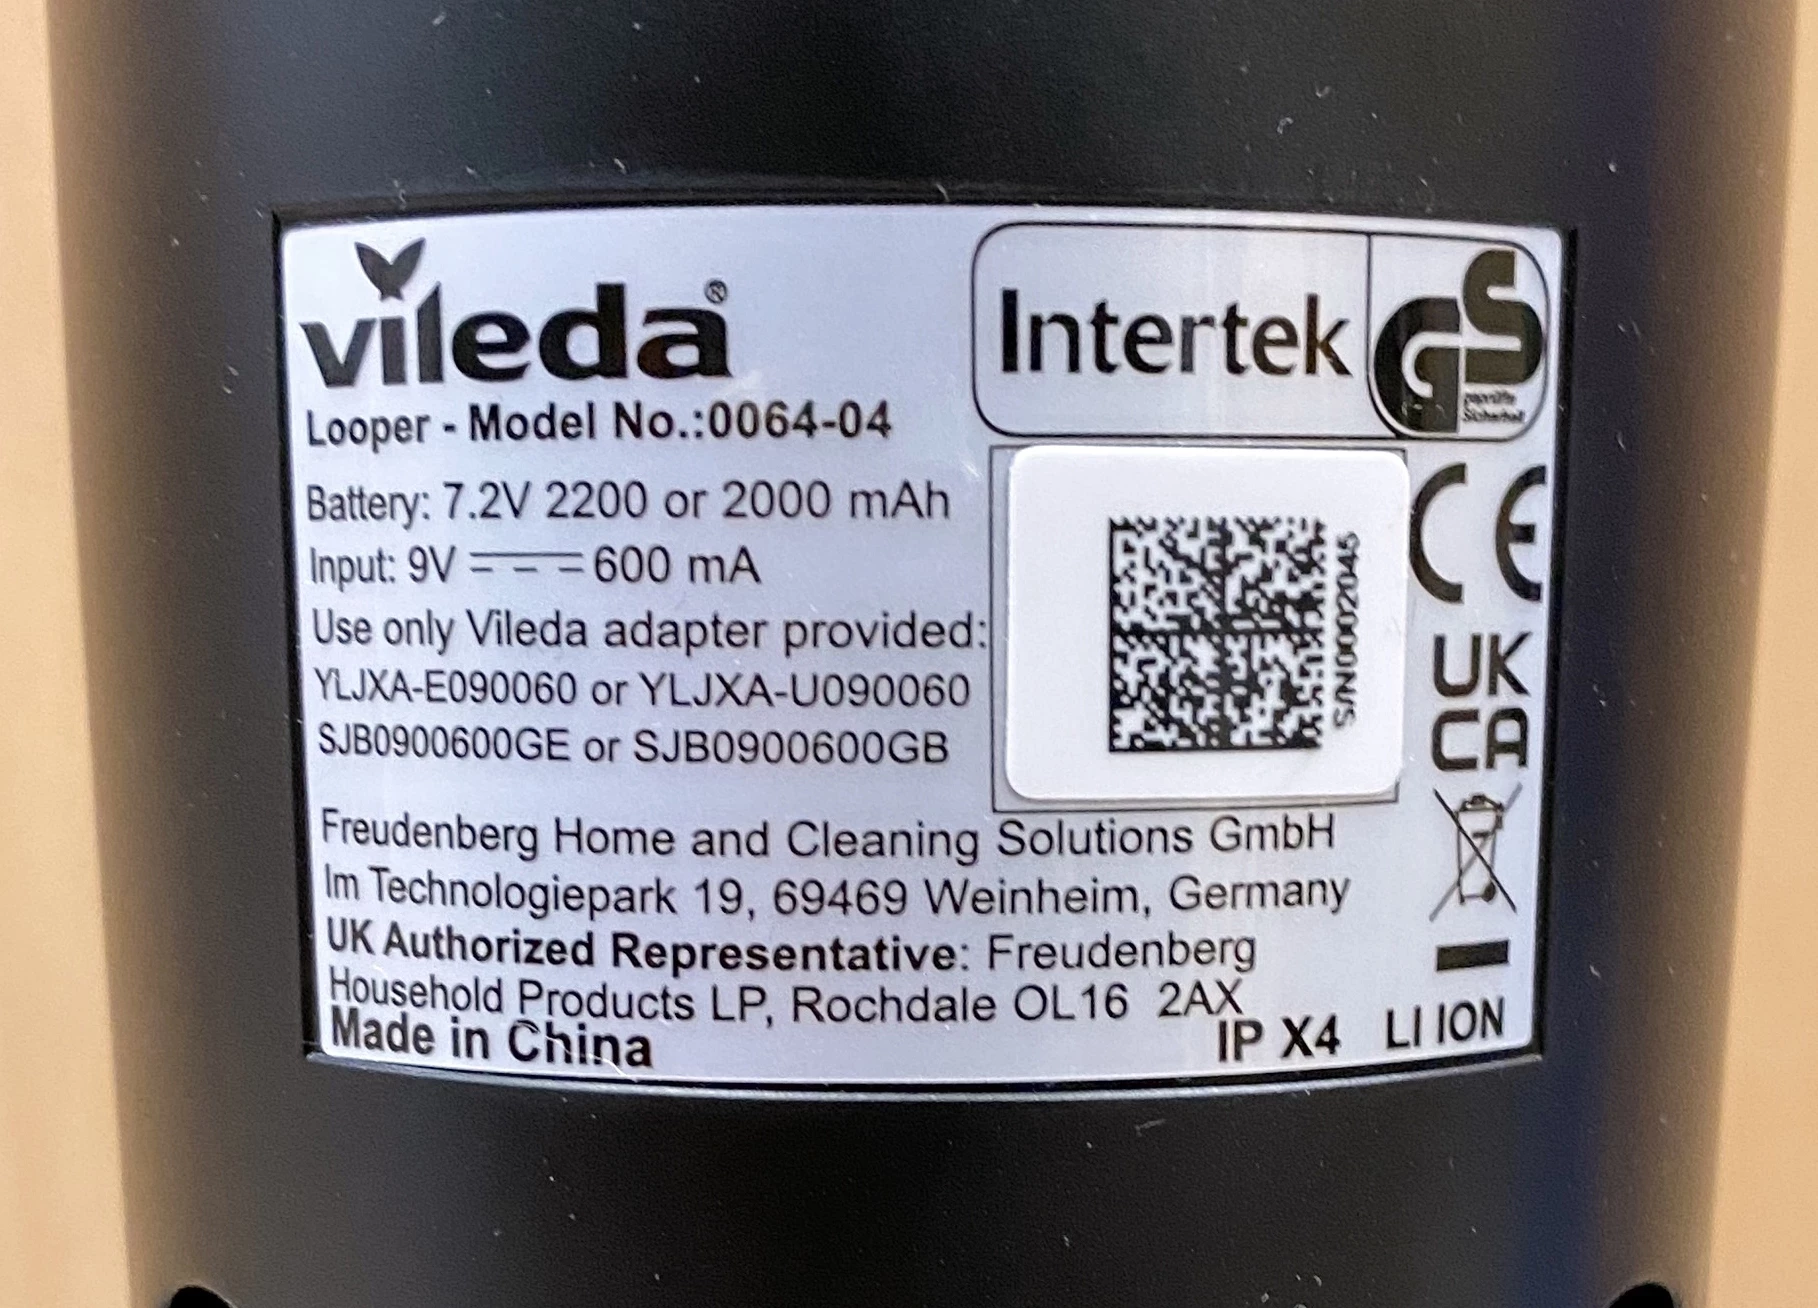 vileda®
Looper - Model No.:0064-04
Battery: 7.2V 2200 or 2000 mAh
Input: 9V ⎓ 600 mA
Use only Vileda adapter provided:
YLJXA-E090060 or YLJXA-U090060
SJB0900600GE or SJB0900600GB
Intertek
GS
geprüfte
Sicherheit
S/N0002045
CE
UK
CA
Freudenberg Home and Cleaning Solutions GmbH
Im Technologiepark 19, 69469 Weinheim, Germany
UK Authorized Representative: Freudenberg
Household Products LP, Rochdale OL16 2AX
Made in China
IP X4
LI ION